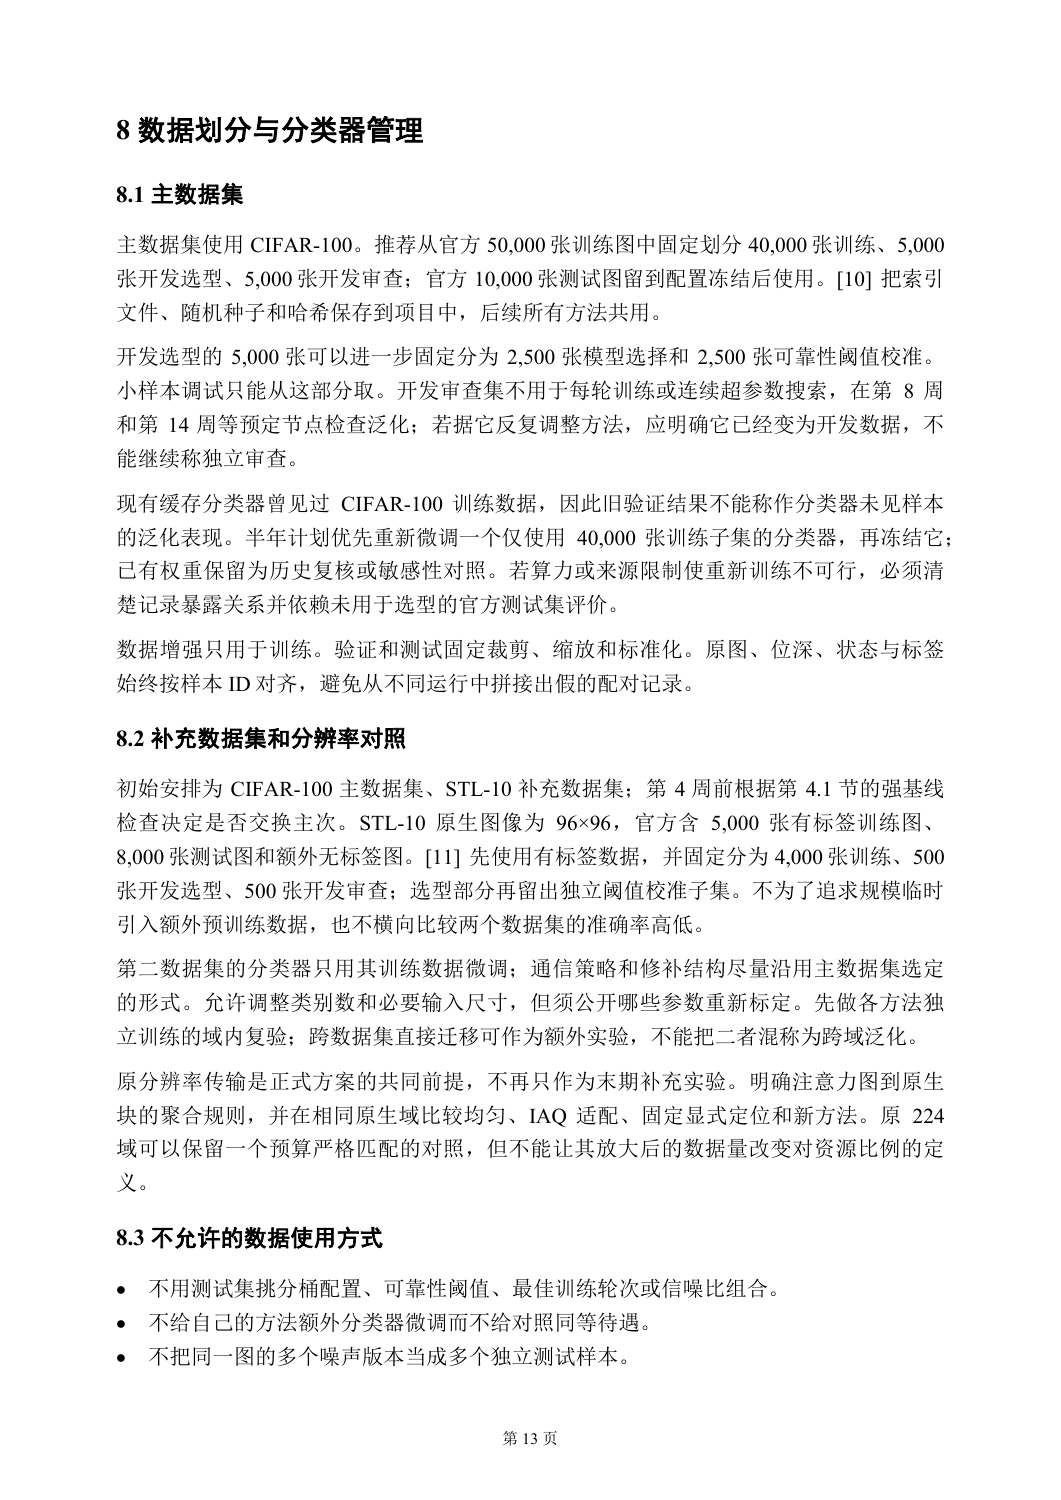 8 数据划分与分类器管理
8.1 主数据集
主数据集使用 CIFAR-100。推荐从官方 50,000 张训练图中固定划分 40,000 张训练、5,000
张开发选型、5,000 张开发审查；官方 10,000 张测试图留到配置冻结后使用。[10] 把索引
文件、随机种子和哈希保存到项目中，后续所有方法共用。
开发选型的 5,000 张可以进一步固定分为 2,500 张模型选择和 2,500 张可靠性阈值校准。
小样本调试只能从这部分取。开发审查集不用于每轮训练或连续超参数搜索，在第 8 周
和第 14 周等预定节点检查泛化；若据它反复调整方法，应明确它已经变为开发数据，不
能继续称独立审查。
现有缓存分类器曾见过 CIFAR-100 训练数据，因此旧验证结果不能称作分类器未见样本
的泛化表现。半年计划优先重新微调一个仅使用 40,000 张训练子集的分类器，再冻结它；
已有权重保留为历史复核或敏感性对照。若算力或来源限制使重新训练不可行，必须清
楚记录暴露关系并依赖未用于选型的官方测试集评价。
数据增强只用于训练。验证和测试固定裁剪、缩放和标准化。原图、位深、状态与标签
始终按样本 ID 对齐，避免从不同运行中拼接出假的配对记录。
8.2 补充数据集和分辨率对照
初始安排为 CIFAR-100 主数据集、STL-10 补充数据集；第 4 周前根据第 4.1 节的强基线
检查决定是否交换主次。STL-10 原生图像为 96×96，官方含 5,000 张有标签训练图、
8,000 张测试图和额外无标签图。[11] 先使用有标签数据，并固定分为 4,000 张训练、500
张开发选型、500 张开发审查；选型部分再留出独立阈值校准子集。不为了追求规模临时
引入额外预训练数据，也不横向比较两个数据集的准确率高低。
第二数据集的分类器只用其训练数据微调；通信策略和修补结构尽量沿用主数据集选定
的形式。允许调整类别数和必要输入尺寸，但须公开哪些参数重新标定。先做各方法独
立训练的域内复验；跨数据集直接迁移可作为额外实验，不能把二者混称为跨域泛化。
原分辨率传输是正式方案的共同前提，不再只作为末期补充实验。明确注意力图到原生
块的聚合规则，并在相同原生域比较均匀、IAQ 适配、固定显式定位和新方法。原 224
域可以保留一个预算严格匹配的对照，但不能让其放大后的数据量改变对资源比例的定
义。
8.3 不允许的数据使用方式
• 不用测试集挑分桶配置、可靠性阈值、最佳训练轮次或信噪比组合。
• 不给自己的方法额外分类器微调而不给对照同等待遇。
• 不把同一图的多个噪声版本当成多个独立测试样本。
第 13 页